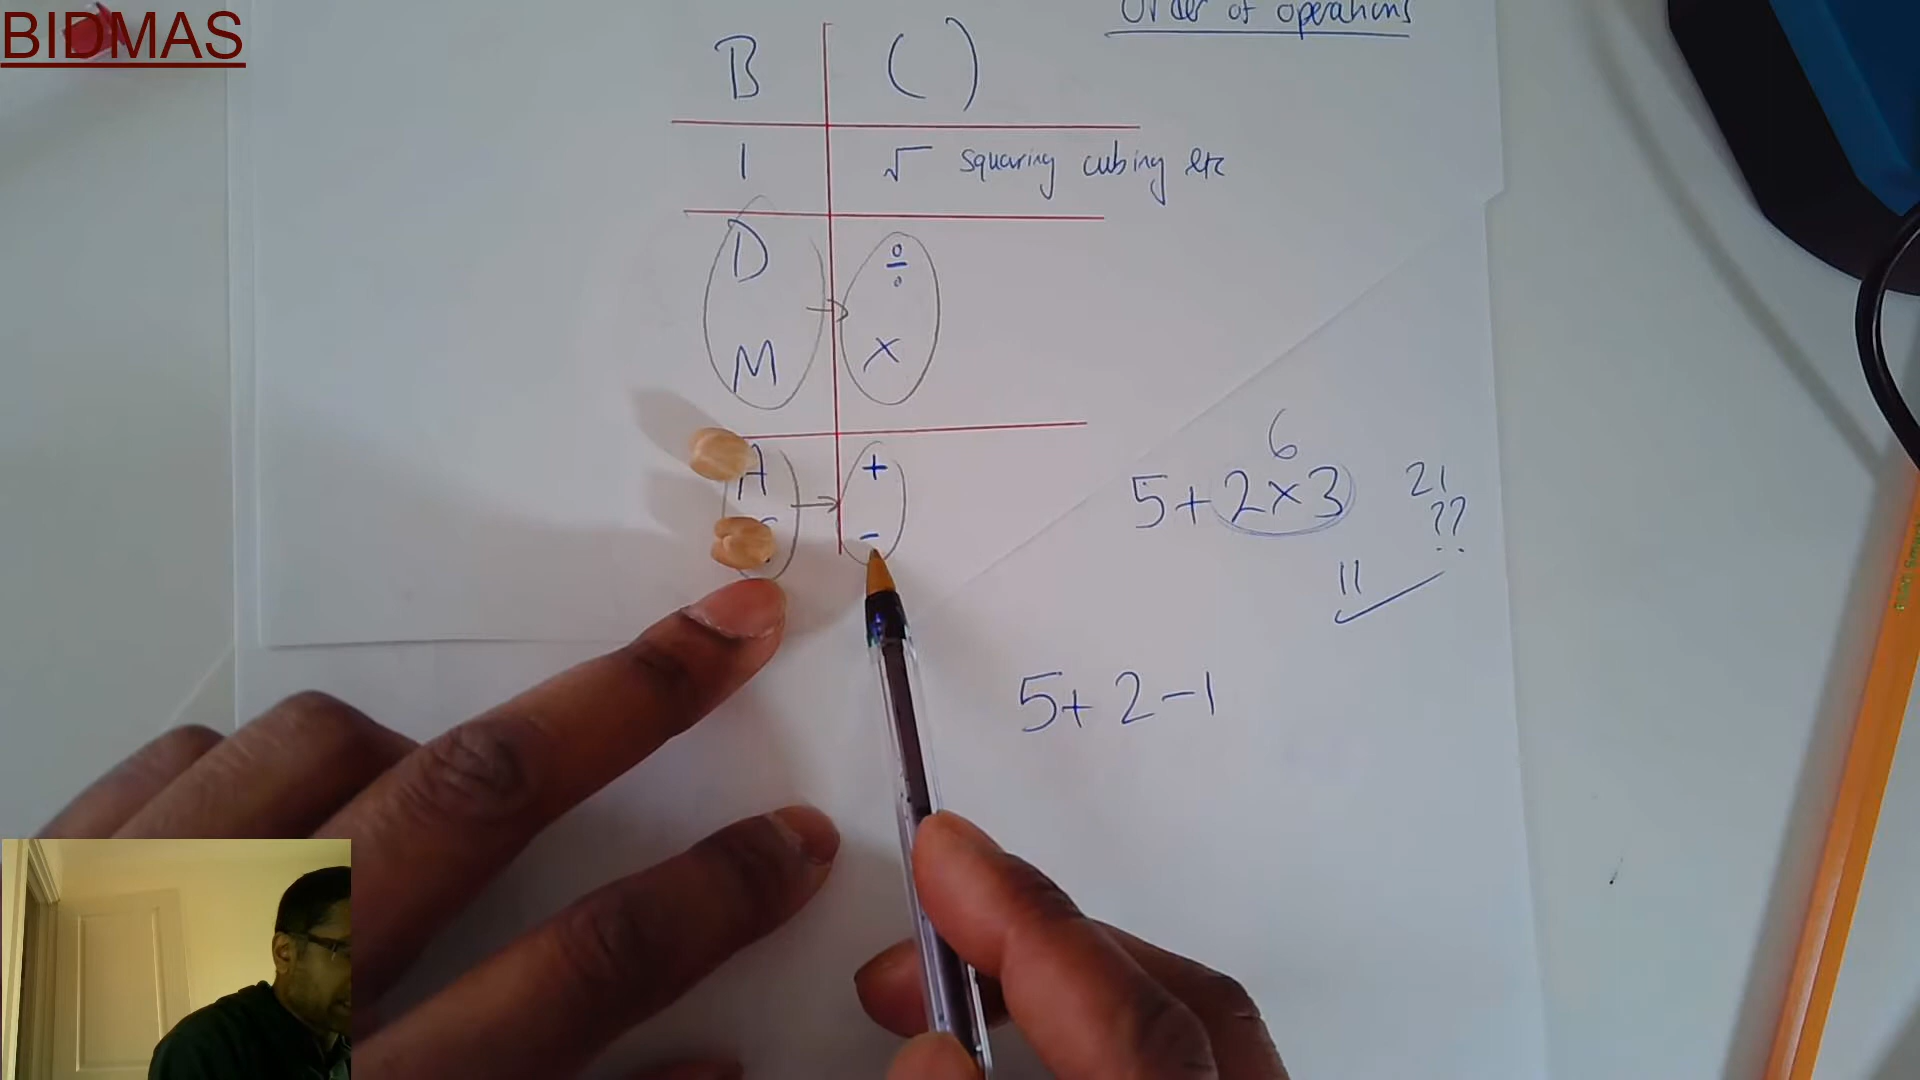 BIDMAS
Order of operations
B ( )
I √ squaring cubing etc
D ÷
M ×
A +
-
6
5+2×3 21
??
11
5+2-1